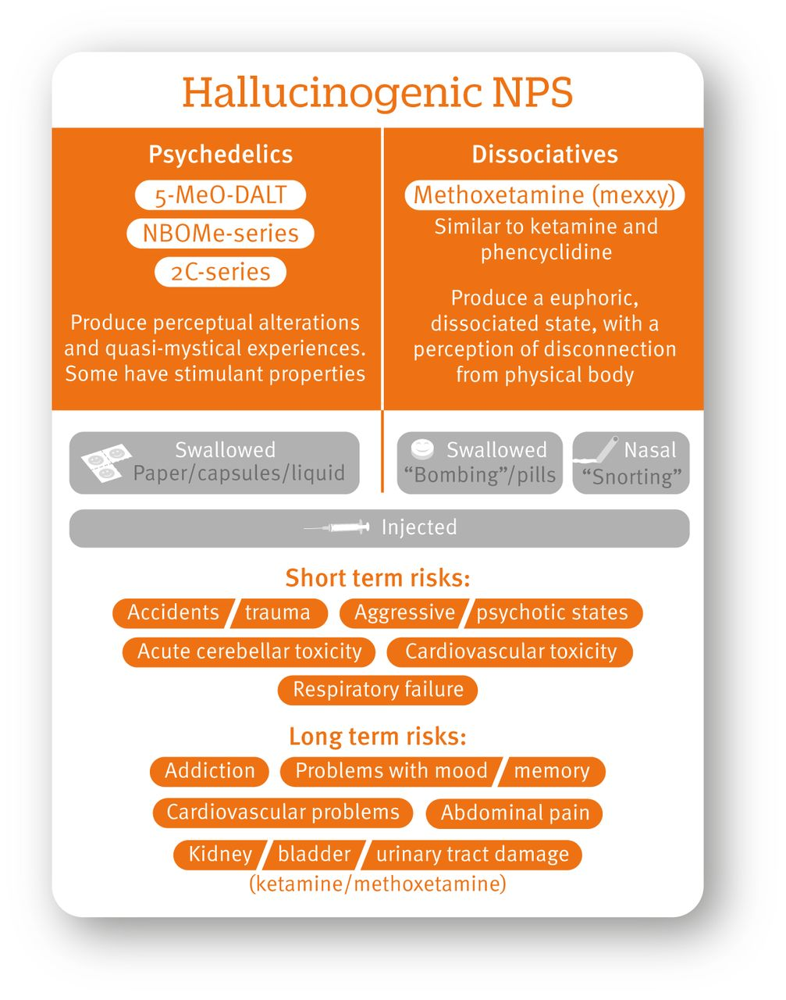 Hallucinogenic NPS
Psychedelics
5-MeO-DALT
NBOMe-series
2C-series
Produce perceptual alterations
and quasi-mystical experiences.
Some have stimulant properties
Dissociatives
Methoxetamine (mexxy)
Similar to ketamine and
phencyclidine
Produce a euphoric,
dissociated state, with a
perception of disconnection
from physical body
Swallowed
Paper/capsules/liquid
Swallowed
“Bombing”/pills
Nasal
“Snorting”
Injected
Short term risks:
Accidents / trauma
Aggressive / psychotic states
Acute cerebellar toxicity
Cardiovascular toxicity
Respiratory failure
Long term risks:
Addiction
Problems with mood / memory
Cardiovascular problems
Abdominal pain
Kidney / bladder / urinary tract damage
(ketamine/methoxetamine)